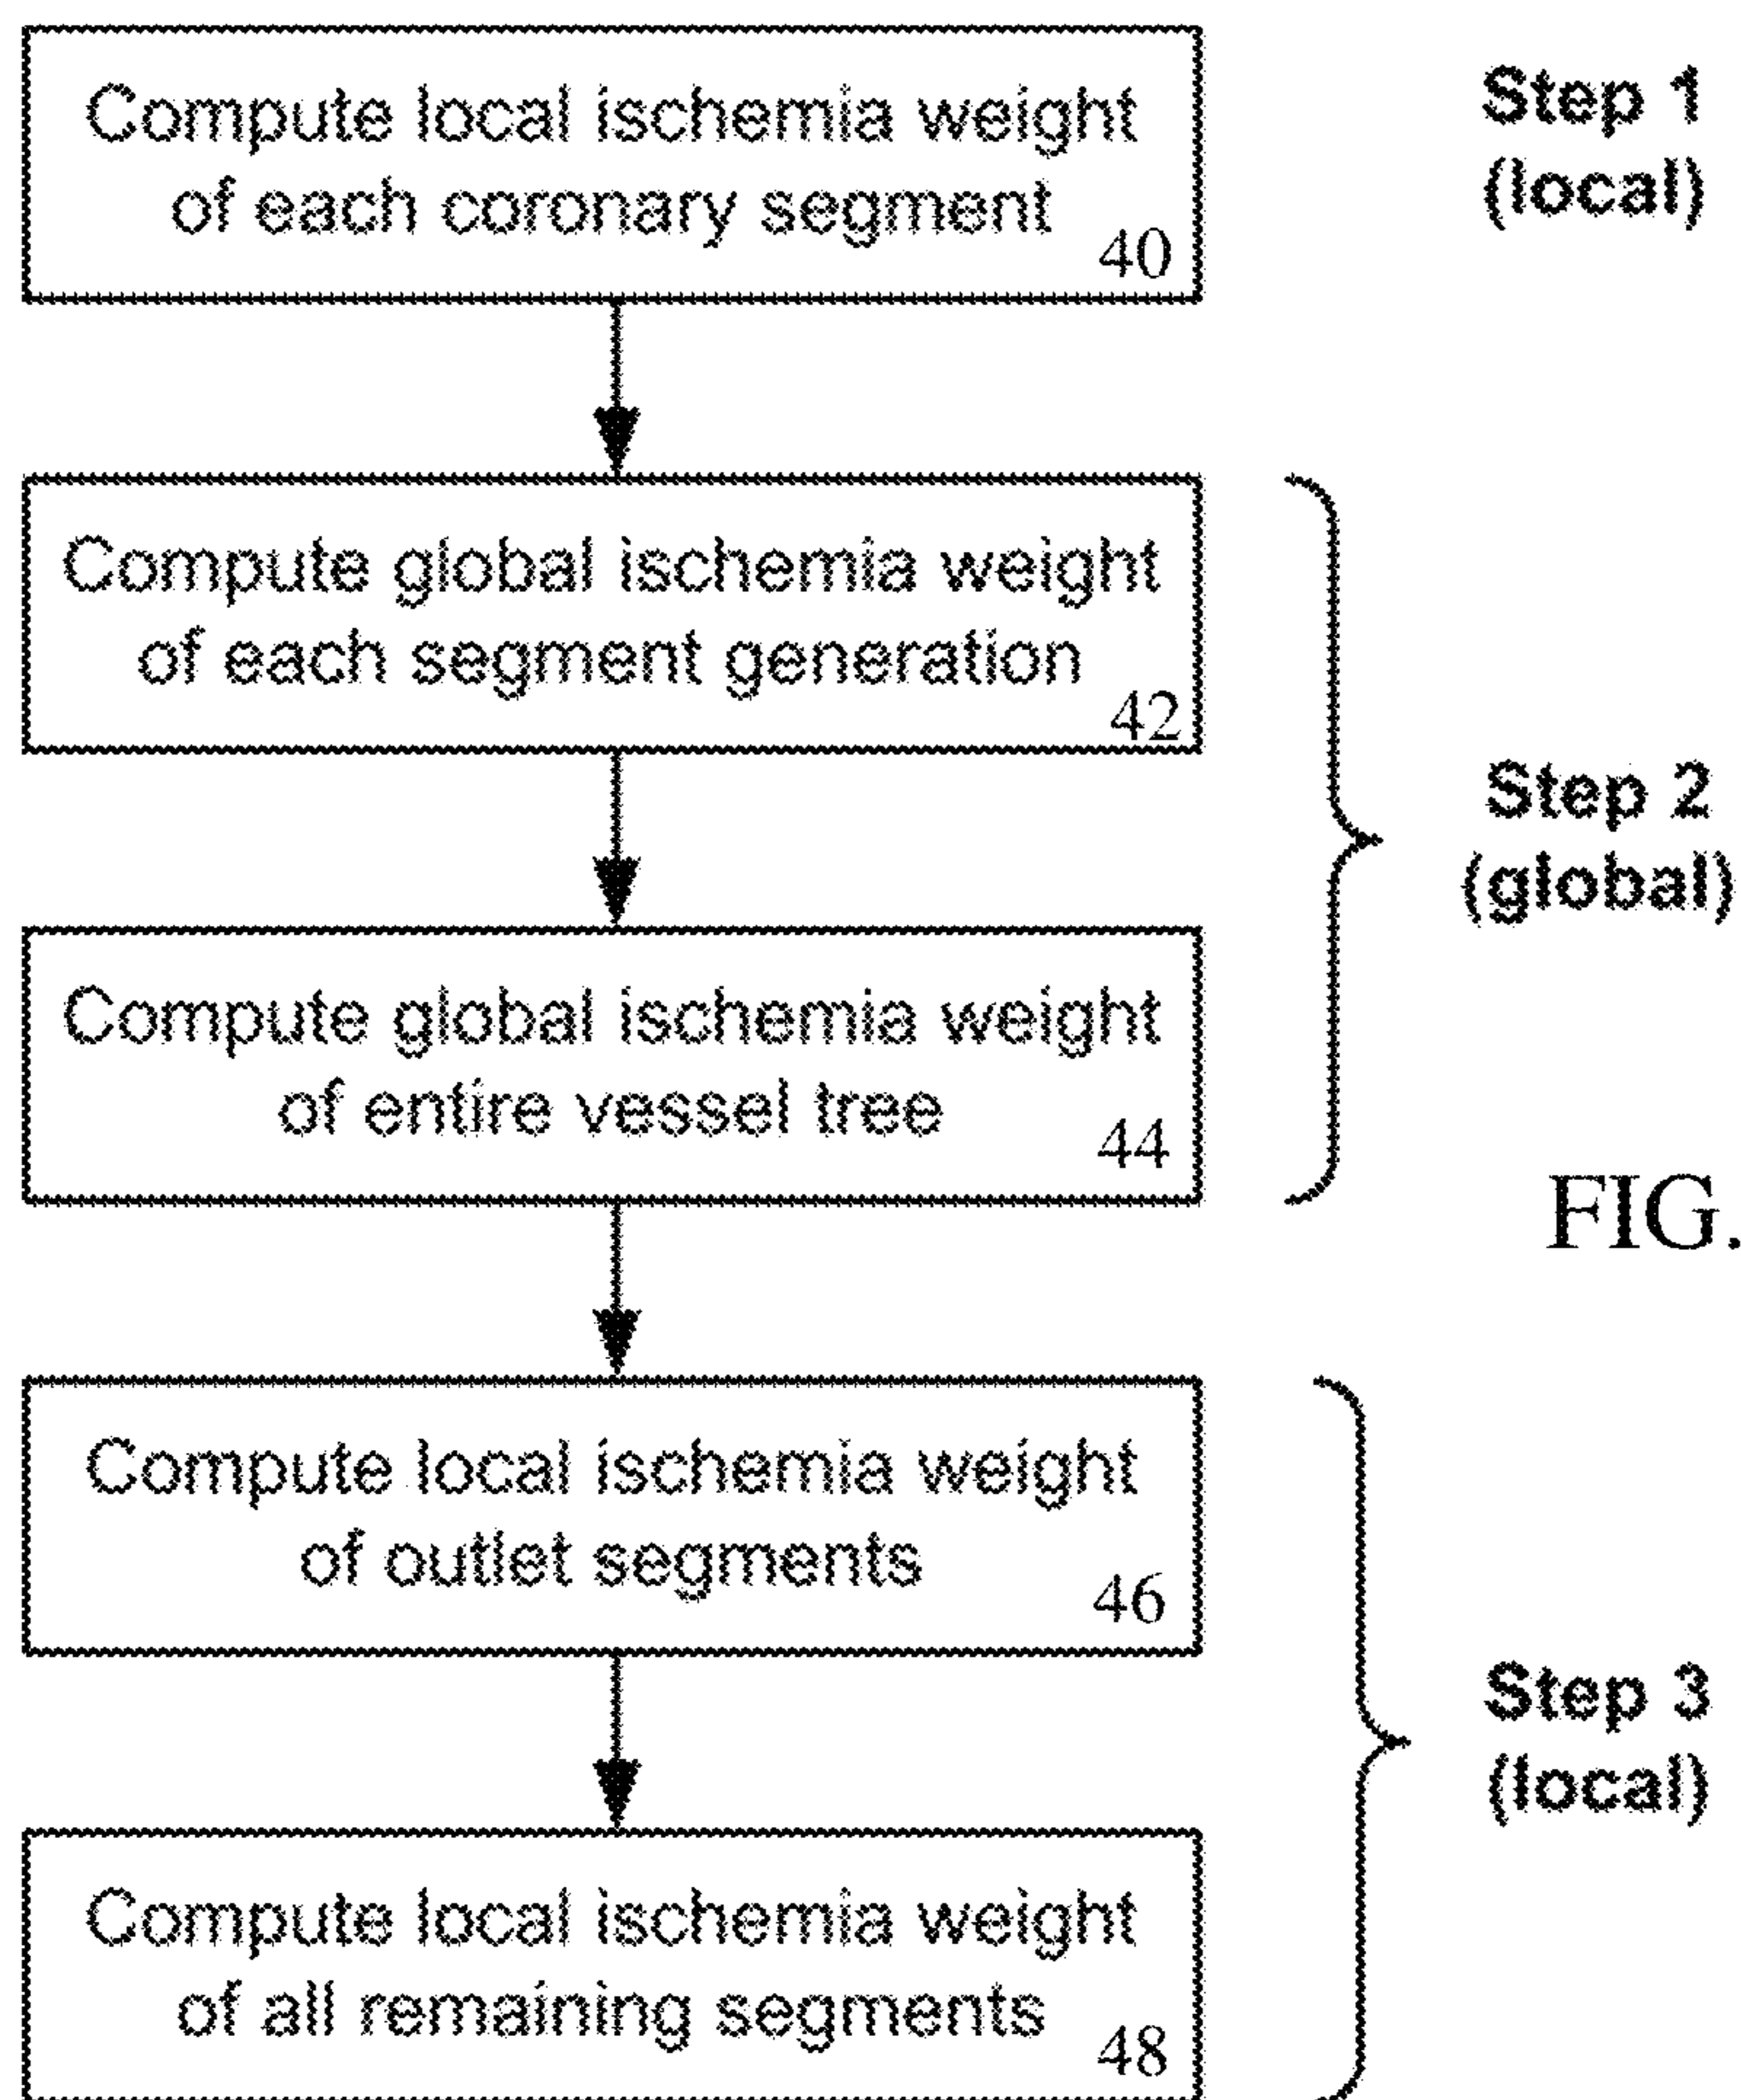 Compute local ischemia weight
of each coronary segment
40
Step 1
(local)
Compute global ischemia weight
of each segment generation
42
Step 2
(global)
Compute global ischemia weight
of entire vessel tree
44
FIG.
Compute local ischemia weight
of outlet segments
46
Step 3
(local)
Compute local ischemia weight
of all remaining segments
48